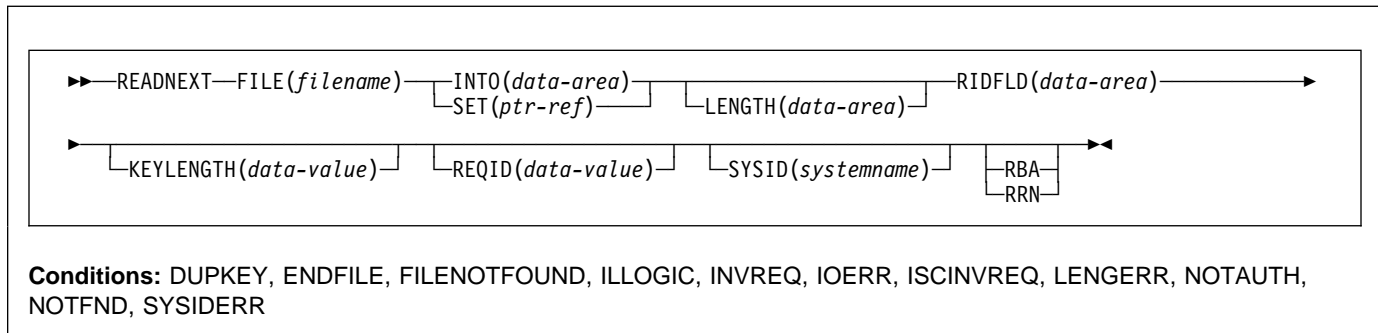 READNEXT FILE(filename) INTO(data-area) RIDFLD(data-area)
SET(ptr-ref) LENGTH(data-area)
KEYLENGTH(data-value) REQID(data-value) SYSID(systemname) RBA
RRN
Conditions: DUPKEY, ENDFILE, FILENOTFOUND, ILLOGIC, INVREQ, IOERR, ISCINVREQ, LENGERR, NOTAUTH,
NOTFND, SYSIDERR